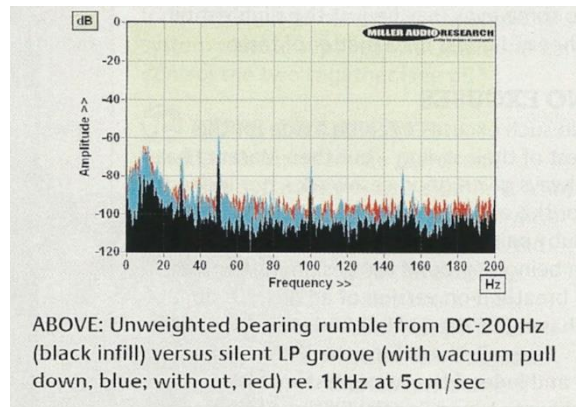 dB
MILLER AUDIO RESEARCH
0
-20
-40
-60
-80
-100
-120
Amplitude >>
0 20 40 60 80 100 120 140 160 180 200
Frequency >>
Hz
ABOVE: Unweighted bearing rumble from DC-200Hz
(black infill) versus silent LP groove (with vacuum pull
down, blue; without, red) re. 1kHz at 5cm/sec